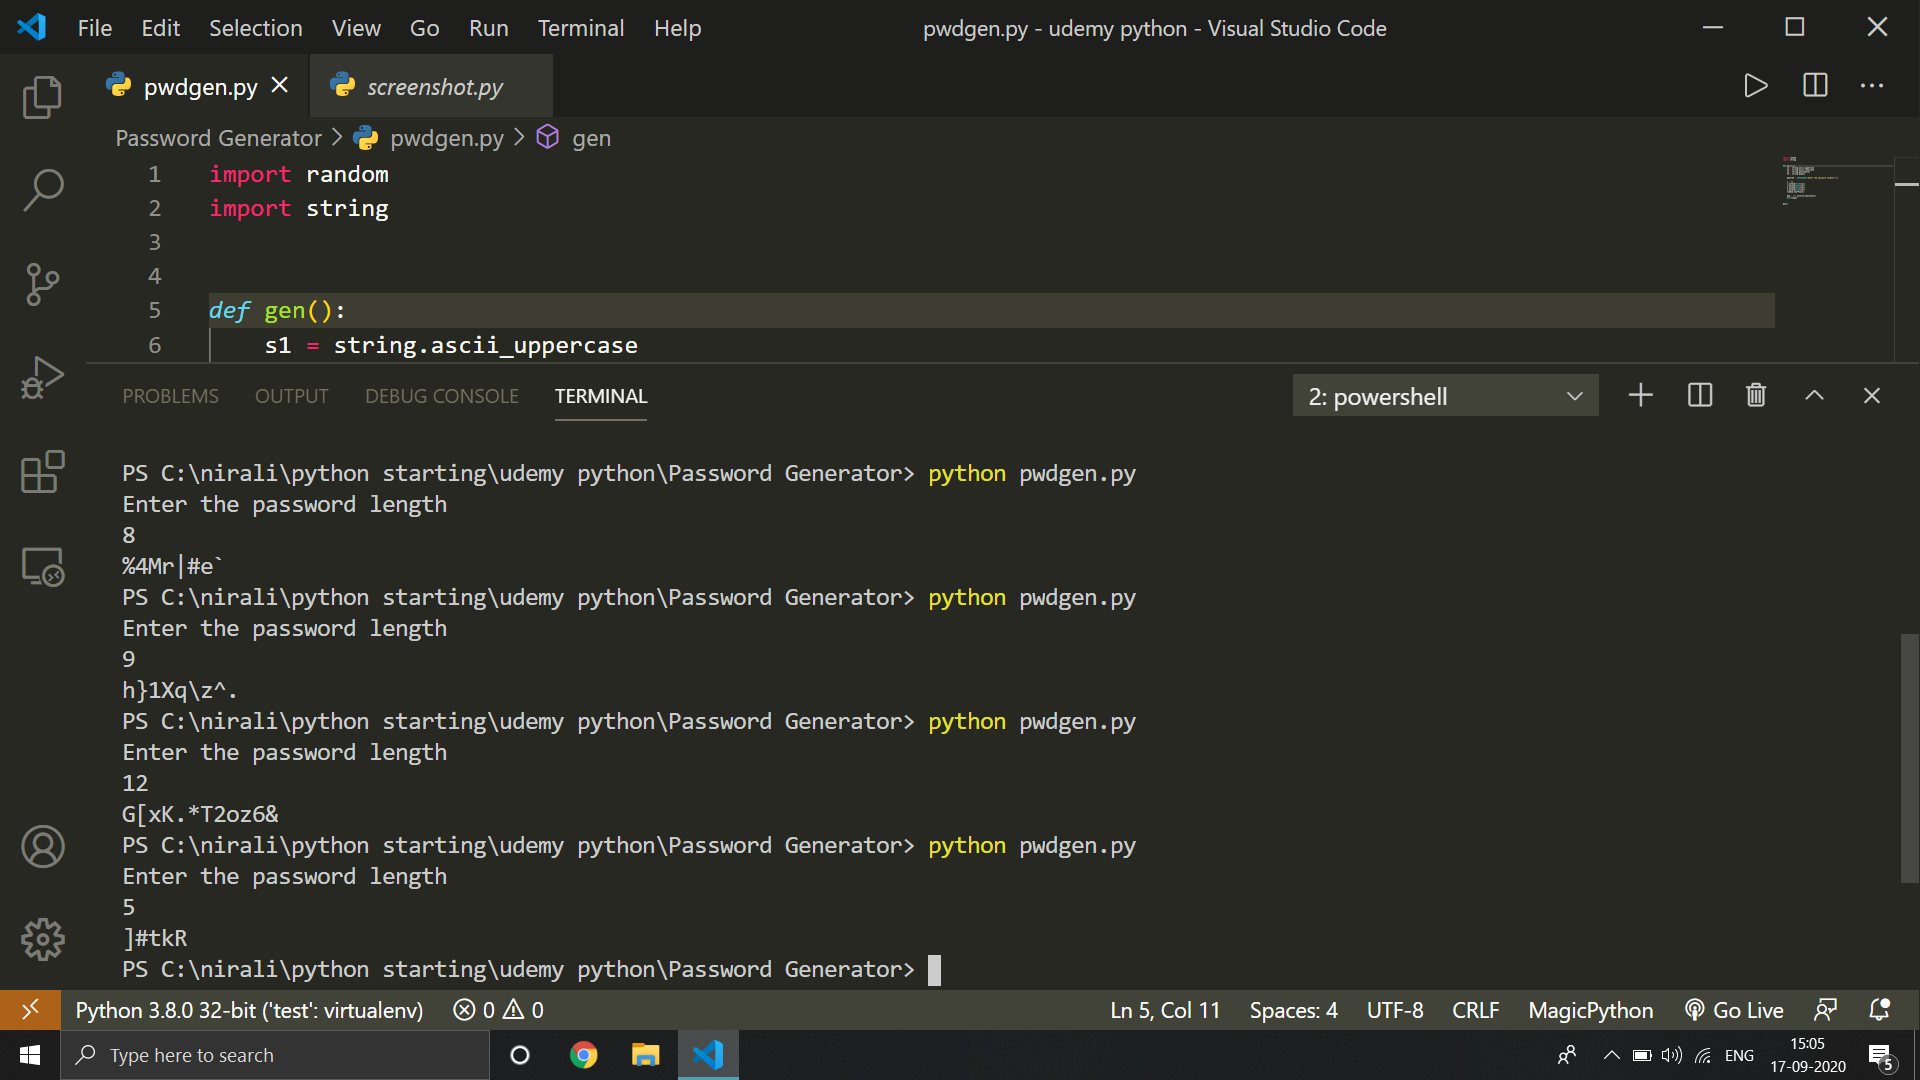 File Edit Selection View Go Run Terminal Help pwdgen.py - udemy python - Visual Studio Code
pwdgen.py screenshot.py
Password Generator > pwdgen.py > gen
1 import random
2 import string
3
4
5 def gen():
6 s1 = string.ascii_uppercase
PROBLEMS OUTPUT DEBUG CONSOLE TERMINAL 2: powershell
PS C:\nirali\python starting\udemy python\Password Generator> python pwdgen.py
Enter the password length
8
%4Mr|#e`
PS C:\nirali\python starting\udemy python\Password Generator> python pwdgen.py
Enter the password length
9
h}1Xq\z^.
PS C:\nirali\python starting\udemy python\Password Generator> python pwdgen.py
Enter the password length
12
G[xK.*T2oz6&
PS C:\nirali\python starting\udemy python\Password Generator> python pwdgen.py
Enter the password length
5
]#tkR
PS C:\nirali\python starting\udemy python\Password Generator>
Python 3.8.0 32-bit ('test': virtualenv) 0 0 Ln 5, Col 11 Spaces: 4 UTF-8 CRLF MagicPython Go Live
Type here to search ENG 15:05
17-09-2020 5